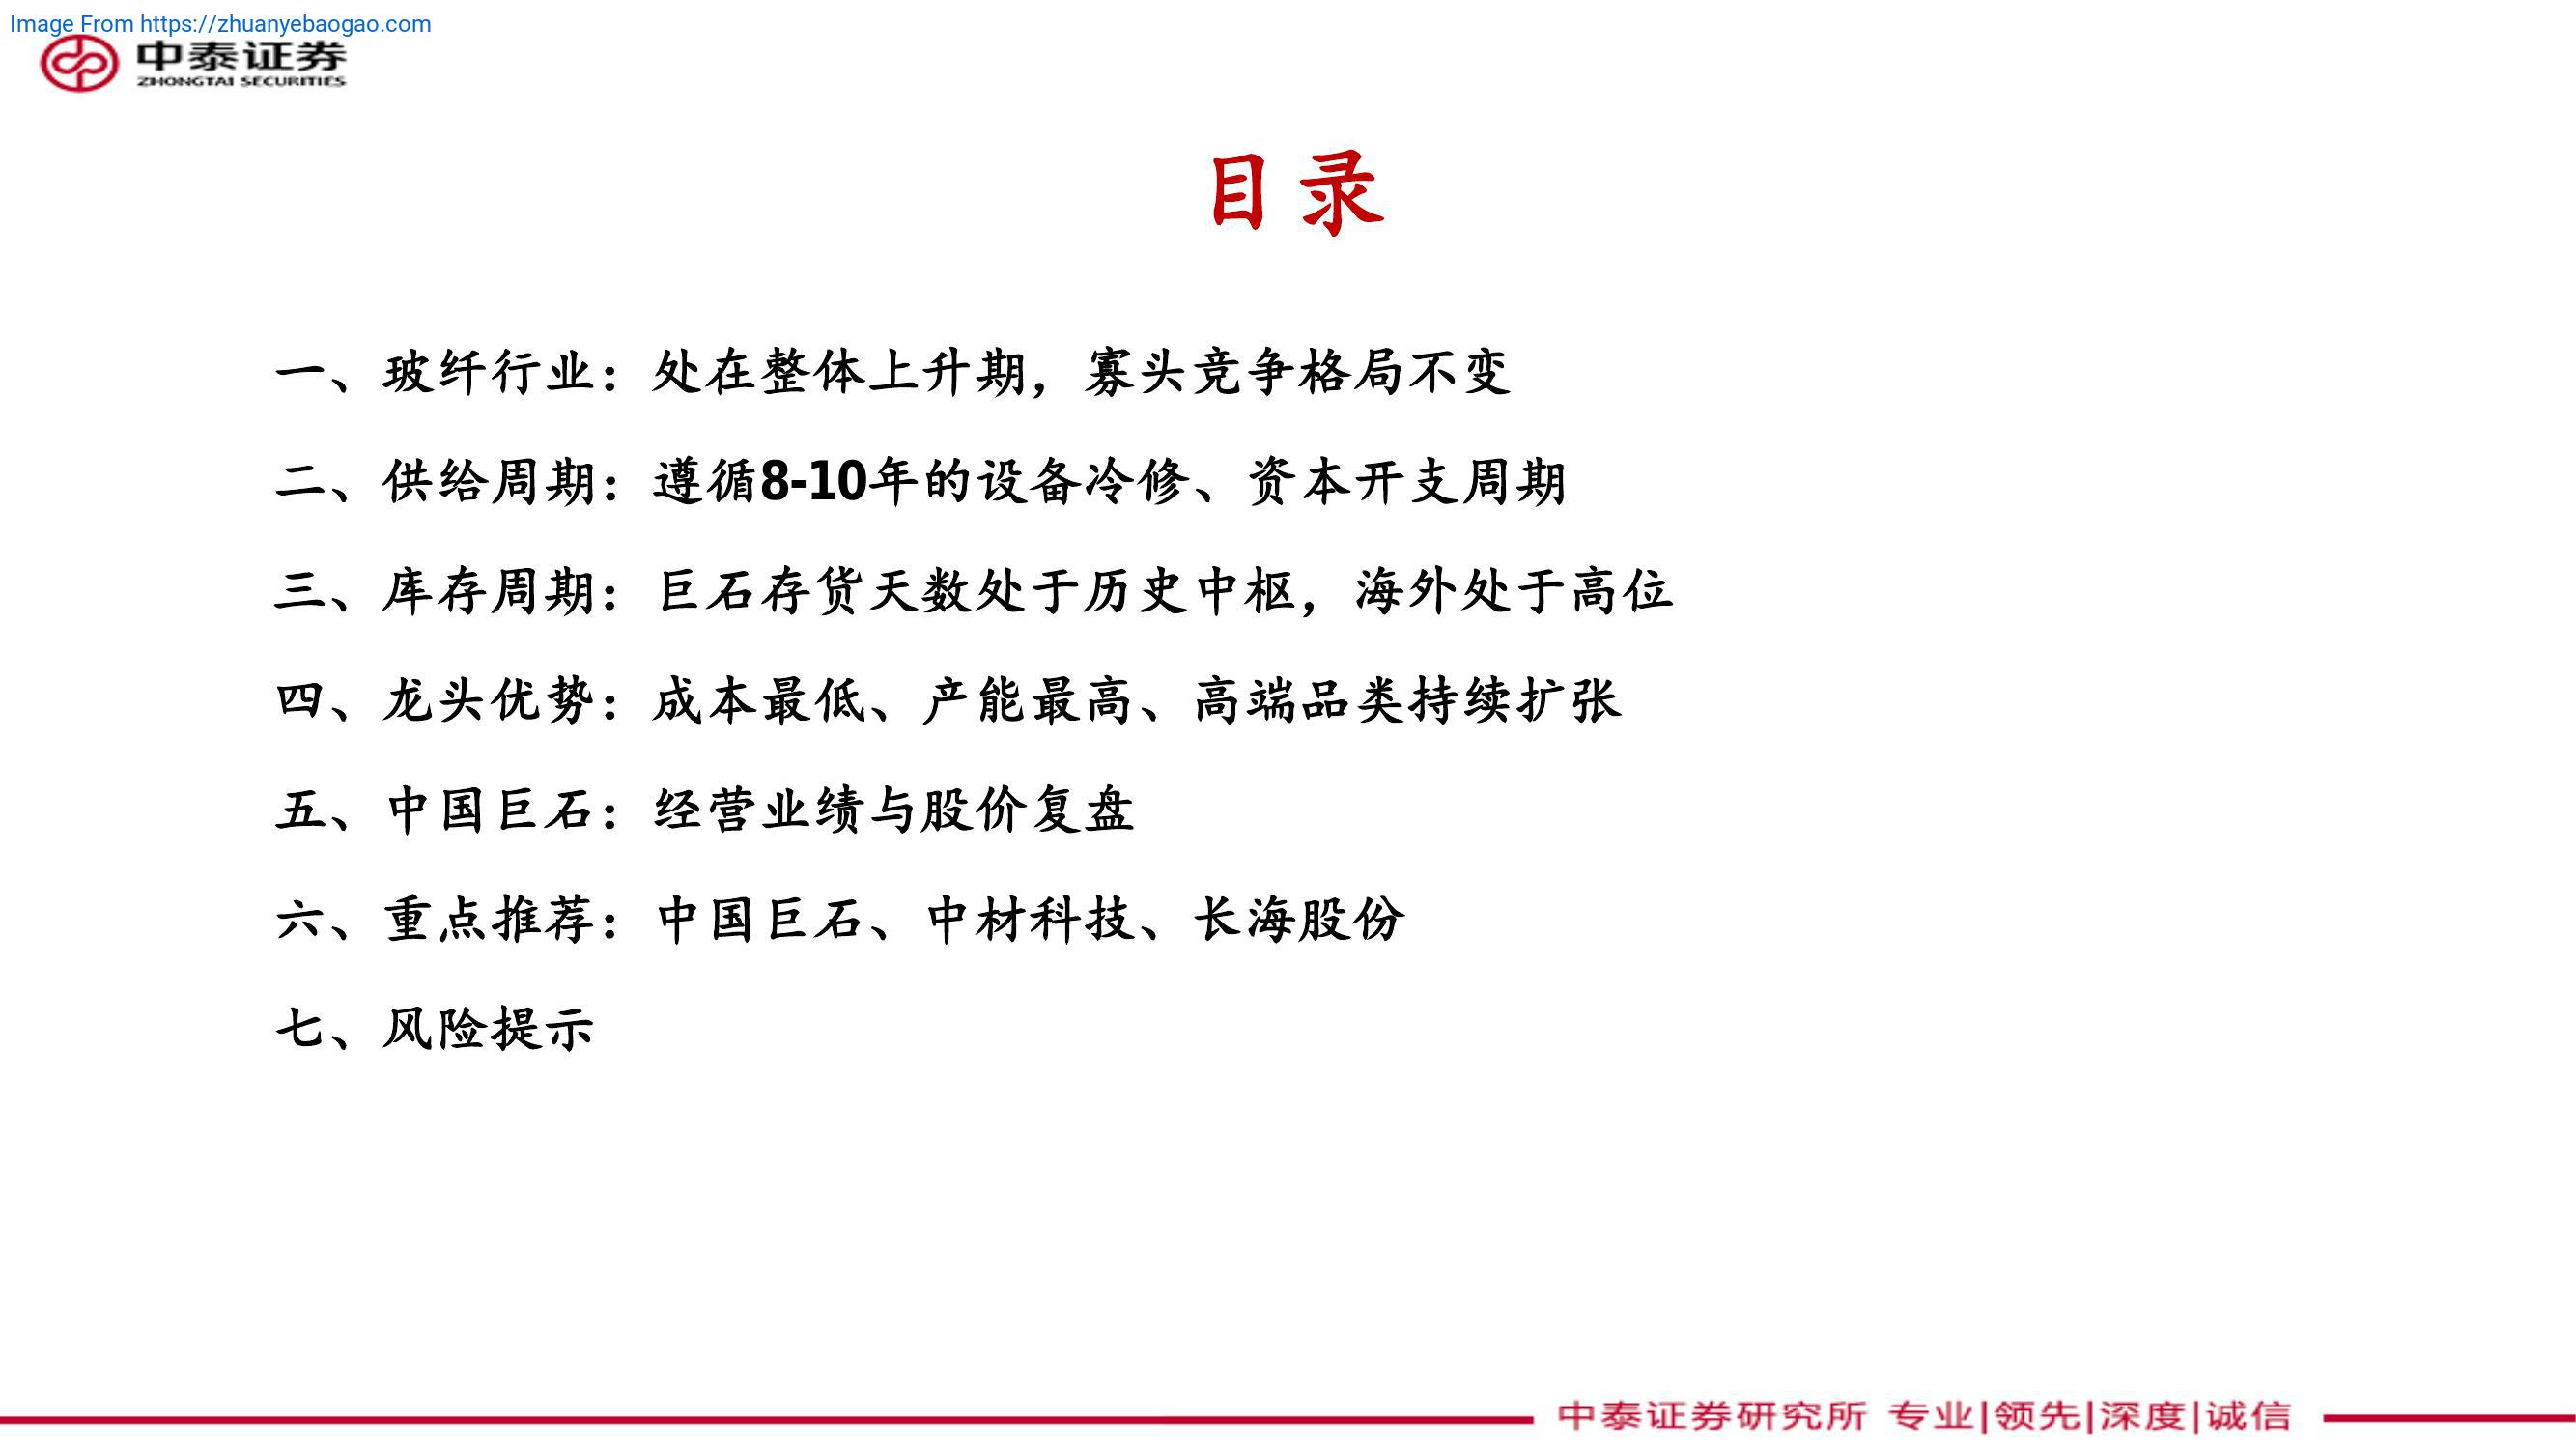 Image From https://zhuanyebaogao.com
中泰证券
ZHONGTAI SECURITIES
目录
一、玻纤行业：处在整体上升期，寡头竞争格局不变
二、供给周期：遵循8-10年的设备冷修、资本开支周期
三、库存周期：巨石存货天数处于历史中枢，海外处于高位
四、龙头优势：成本最低、产能最高、高端品类持续扩张
五、中国巨石：经营业绩与股价复盘
六、重点推荐：中国巨石、中材科技、长海股份
七、风险提示
中泰证券研究所 专业|领先|深度|诚信